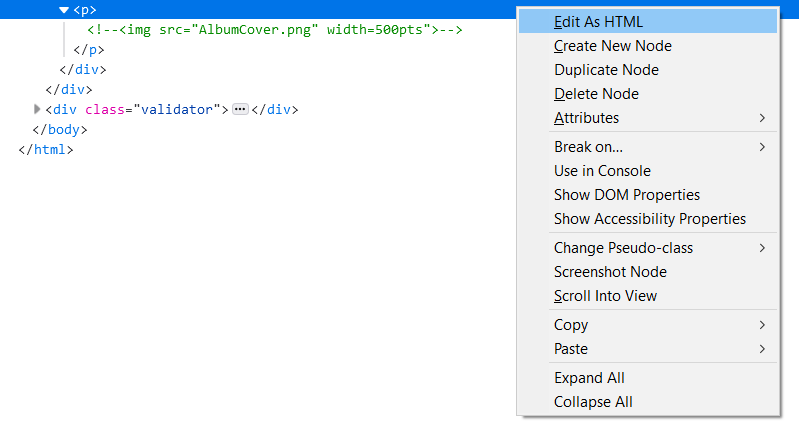 <p>
<!--<img src="AlbumCover.png" width=500pts">-->
</p>
</div>
</div>
<div class="validator">…</div>
</body>
</html>
Edit As HTML
Create New Node
Duplicate Node
Delete Node
Attributes
Break on…
Use in Console
Show DOM Properties
Show Accessibility Properties
Change Pseudo-class
Screenshot Node
Scroll Into View
Copy
Paste
Expand All
Collapse All